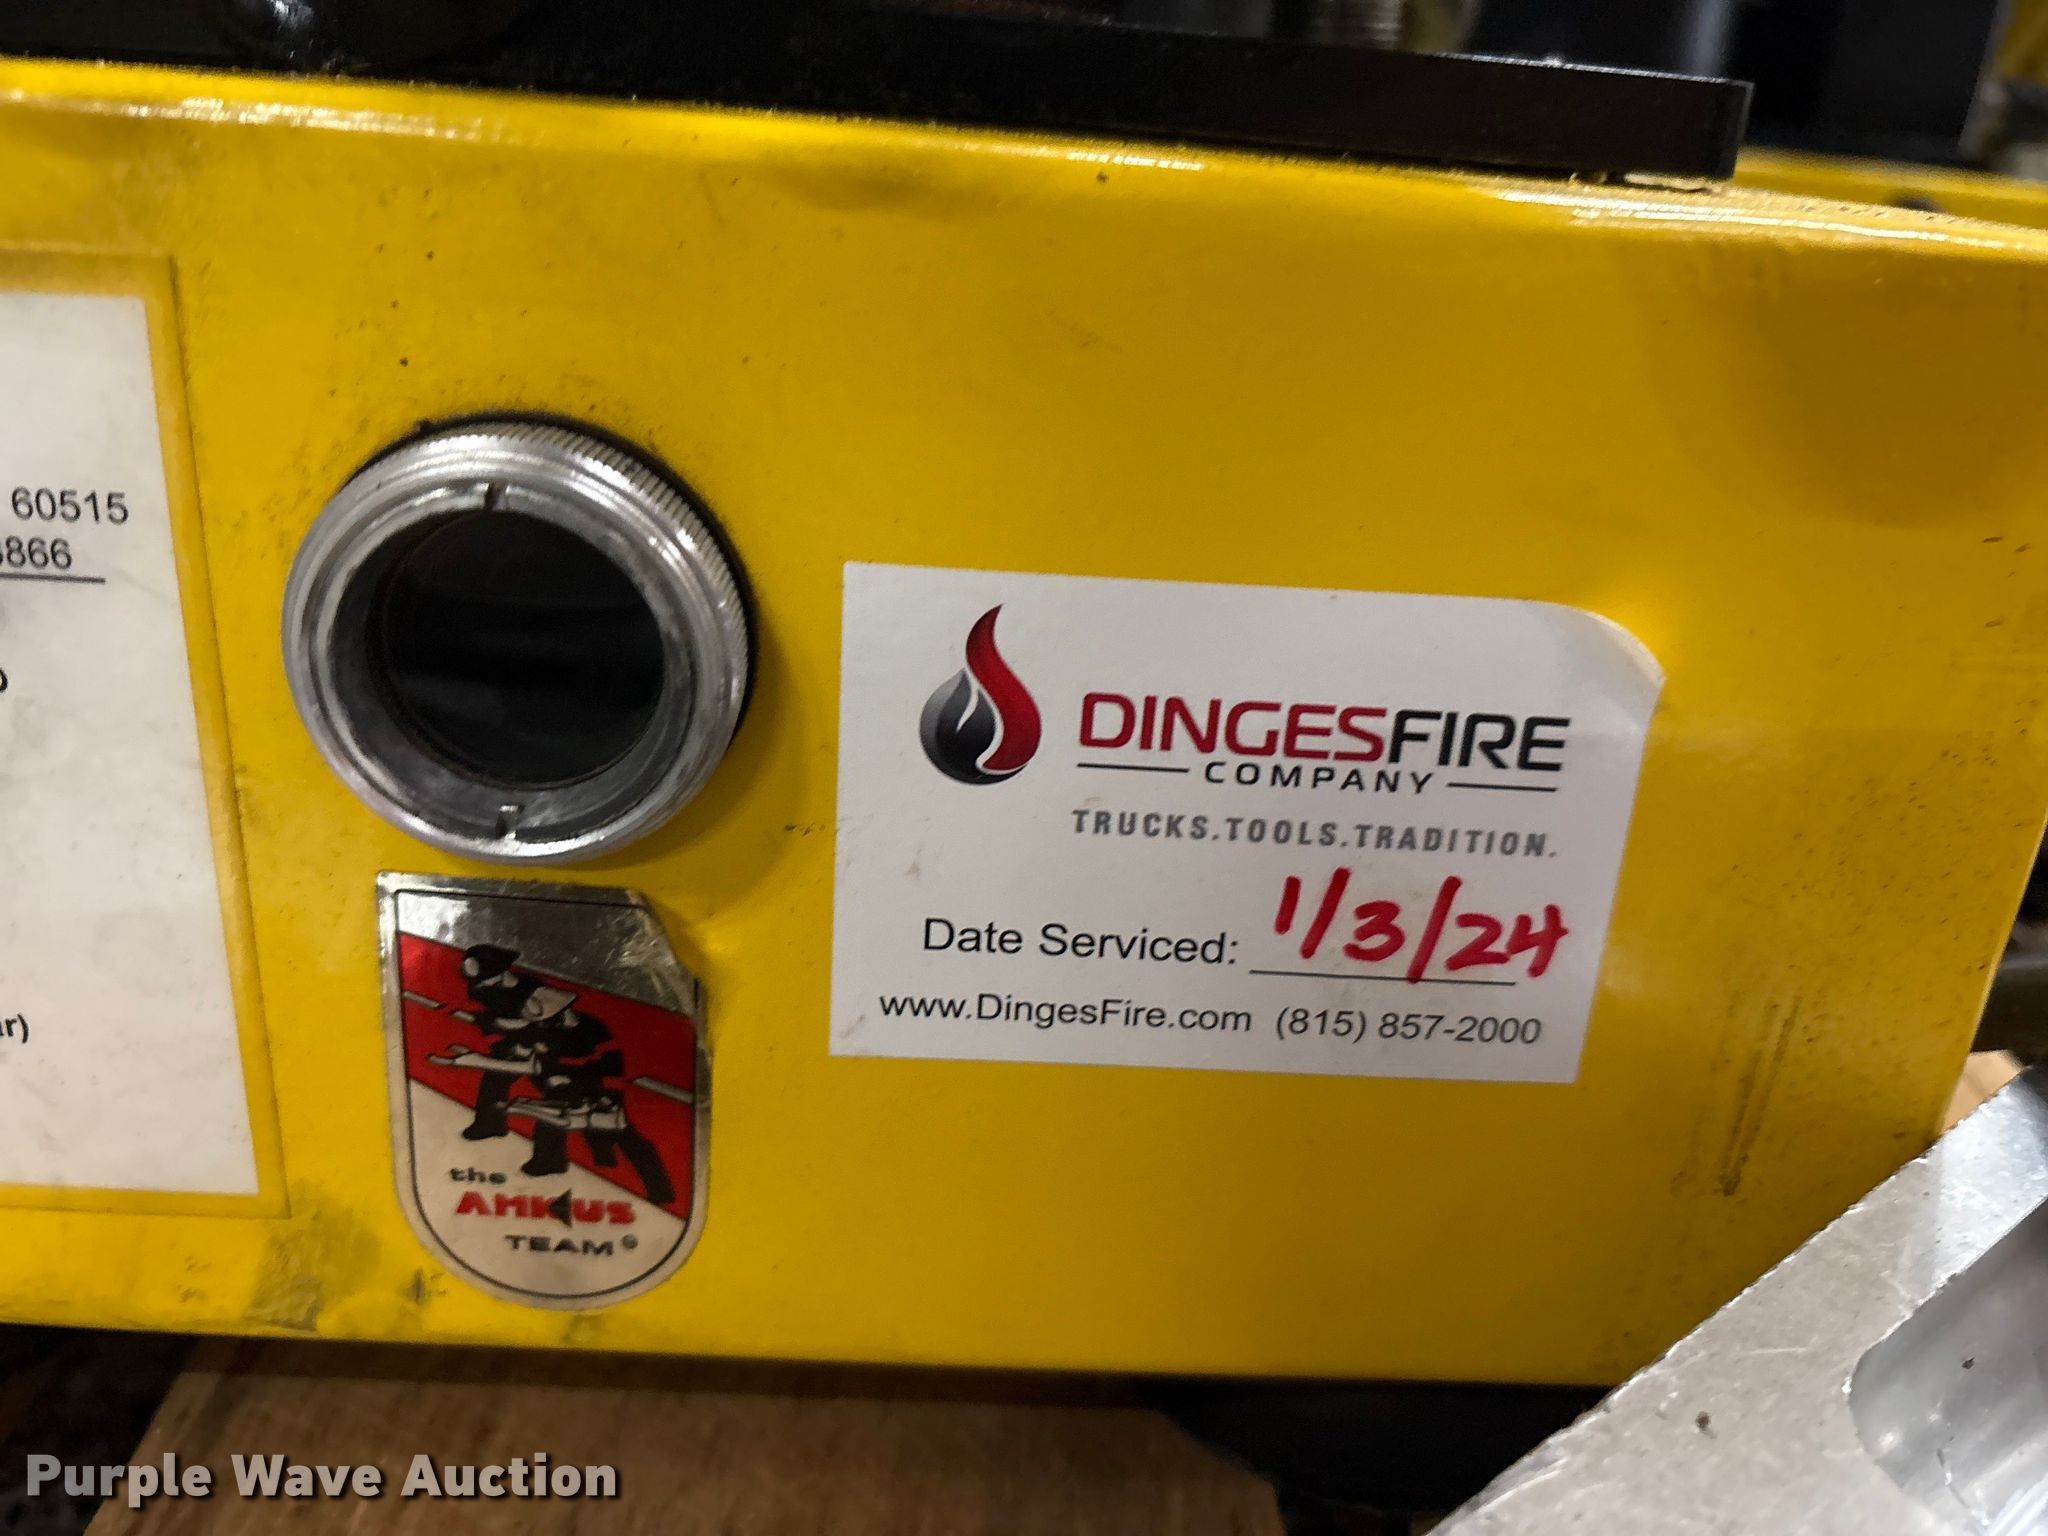 60515
866
r)
DINGESFIRE
COMPANY
TRUCKS.TOOLS.TRADITION.
Date Serviced: 1/3/24
www.DingesFire.com (815) 857-2000
the
AMKUS
TEAM
Purple Wave Auction